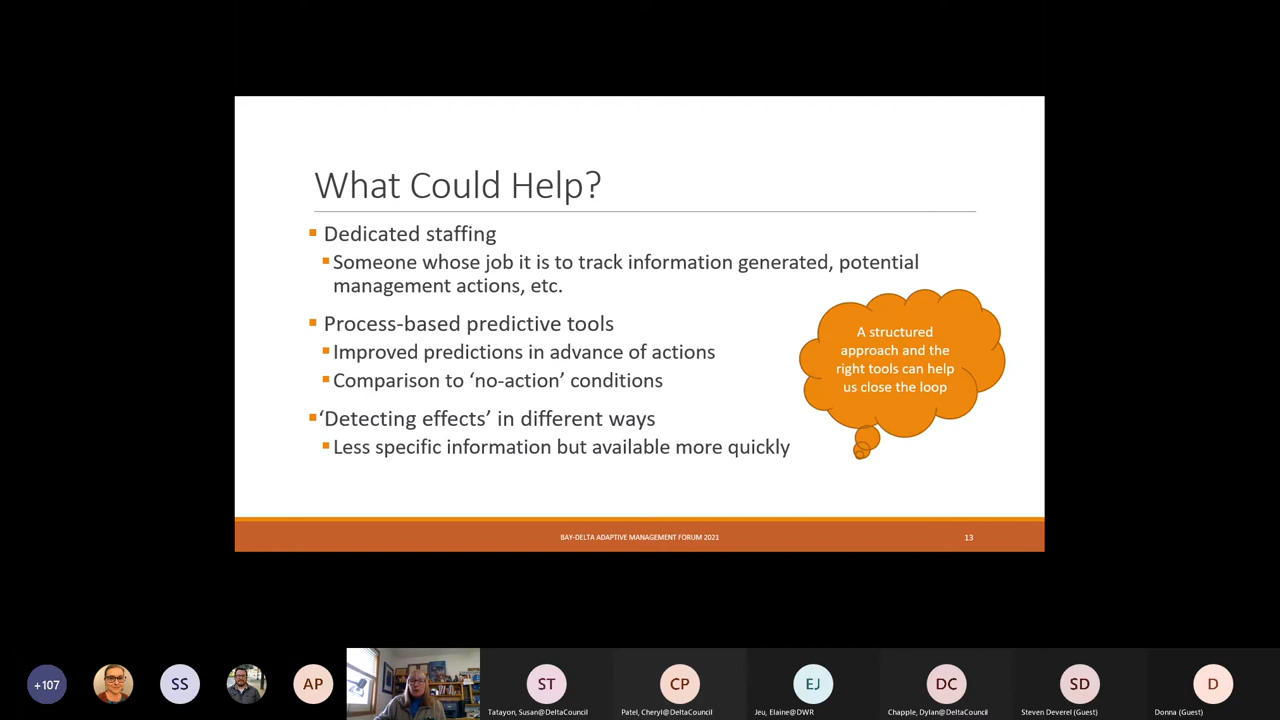 What Could Help?
Dedicated staffing
Someone whose job it is to track information generated, potential
management actions, etc.
Process-based predictive tools
Improved predictions in advance of actions
Comparison to ‘no-action’ conditions
‘Detecting effects’ in different ways
Less specific information but available more quickly
A structured
approach and the
right tools can help
us close the loop
BAY-DELTA ADAPTIVE MANAGEMENT FORUM 2021
13
+107
SS
AP
ST
CP
EJ
DC
SD
D
Tatayon, Susan@DeltaCouncil
Patel, Cheryl@DeltaCouncil
Jeu, Elaine@DWR
Chapple, Dylan@DeltaCouncil
Steven Deverel (Guest)
Donna (Guest)